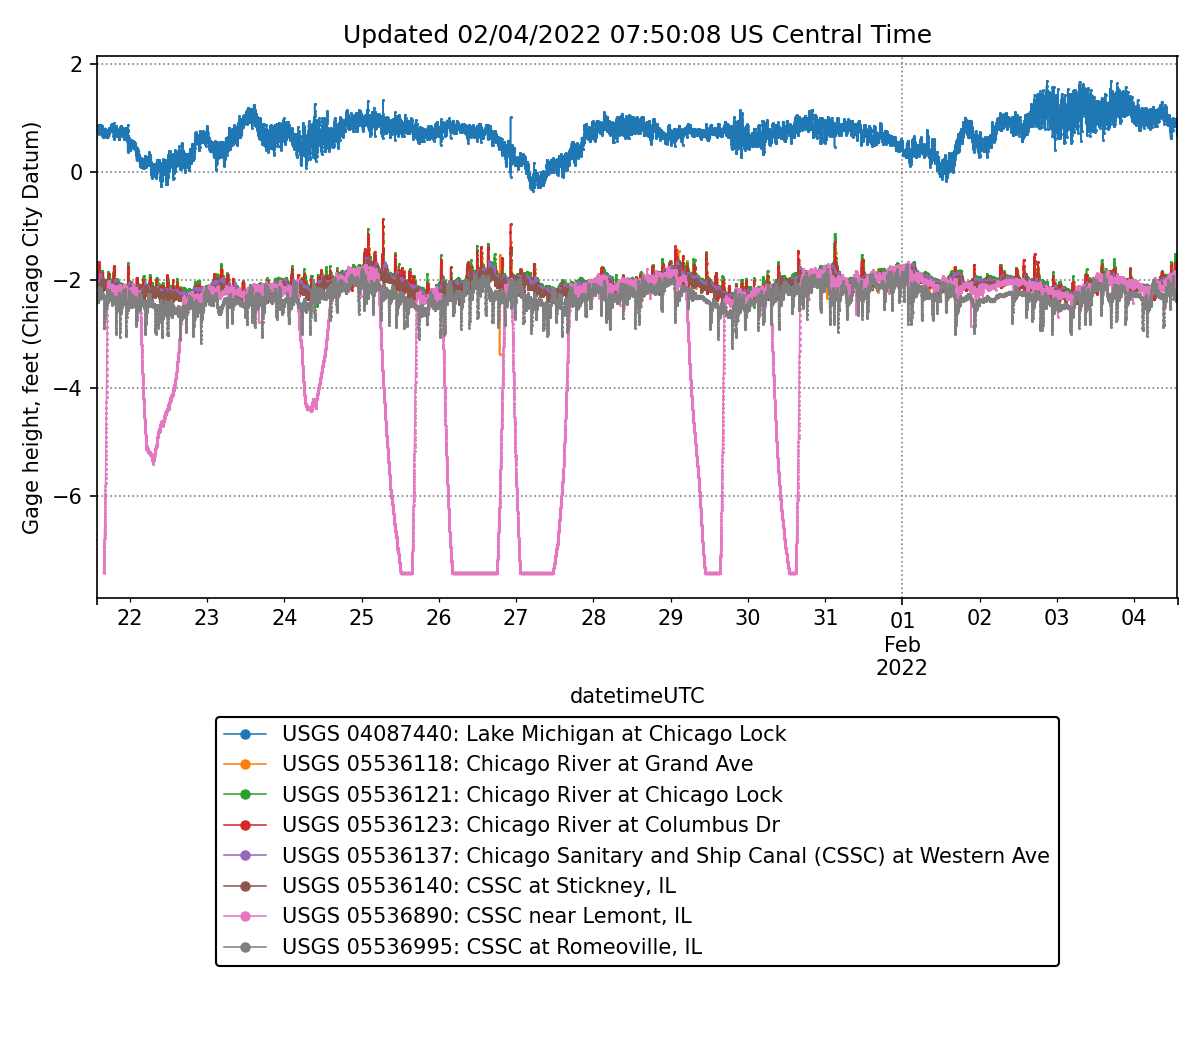 Updated 02/04/2022 07:50:08 US Central Time
Gage height, feet (Chicago City Datum)
2
0
−2
−4
−6
22 23 24 25 26 27 28 29 30 31 01 02 03 04
Feb
2022
datetimeUTC
USGS 04087440: Lake Michigan at Chicago Lock
USGS 05536118: Chicago River at Grand Ave
USGS 05536121: Chicago River at Chicago Lock
USGS 05536123: Chicago River at Columbus Dr
USGS 05536137: Chicago Sanitary and Ship Canal (CSSC) at Western Ave
USGS 05536140: CSSC at Stickney, IL
USGS 05536890: CSSC near Lemont, IL
USGS 05536995: CSSC at Romeoville, IL